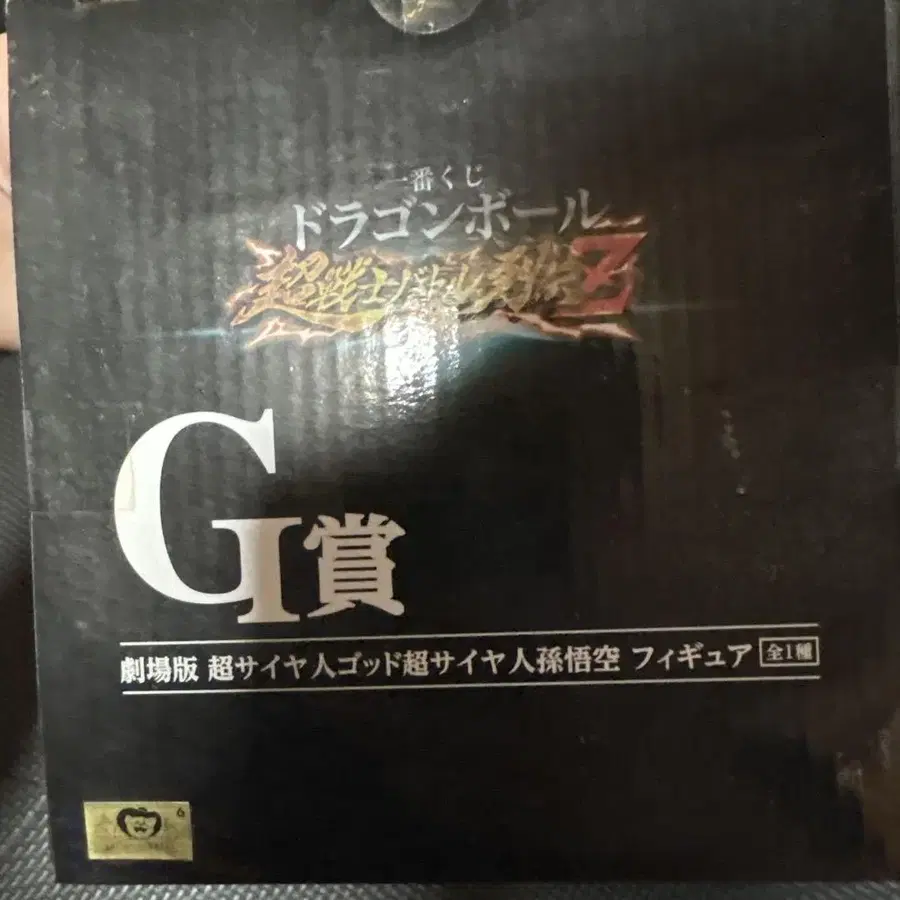 一番くじ
ドラゴンボール
超戦士バトル列伝Z
G賞
劇場版 超サイヤ人ゴッド超サイヤ人孫悟空 フィギュア 全1種
6